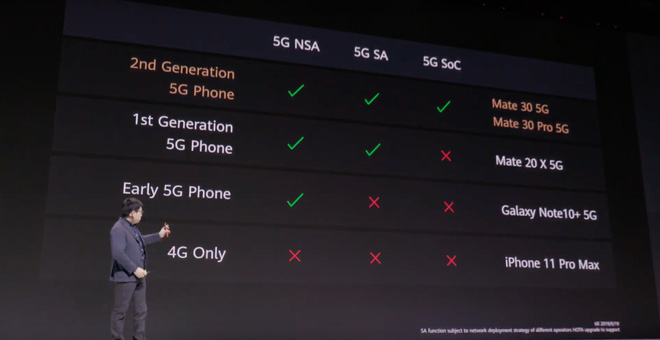 5G NSA 5G SA 5G SoC
2nd Generation
5G Phone
Mate 30 5G
Mate 30 Pro 5G
1st Generation
5G Phone
Mate 20 X 5G
Early 5G Phone
Galaxy Note10+ 5G
4G Only
iPhone 11 Pro Max
till 2019/9/19
SA function subject to network deployment strategy of different operators HOTA upgrade to support